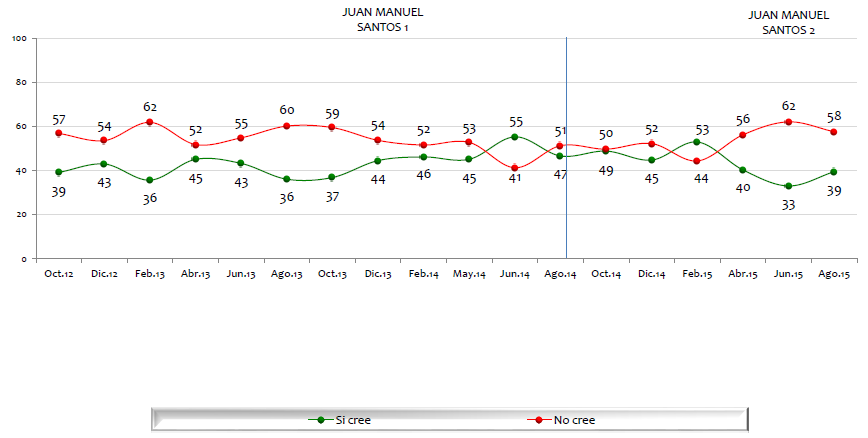 JUAN MANUEL
SANTOS 1
JUAN MANUEL
SANTOS 2
100
80
60
40
20
0
57 54 62 52 55 60 59 54 52 53 55 51 50 52 53 56 62 58
39 43 36 45 43 36 37 44 46 45 41 47 49 45 44 40 33 39
Oct.12 Dic.12 Feb.13 Abr.13 Jun.13 Ago.13 Oct.13 Dic.13 Feb.14 May.14 Jun.14 Ago.14 Oct.14 Dic.14 Feb.15 Abr.15 Jun.15 Ago.15
Si cree No cree